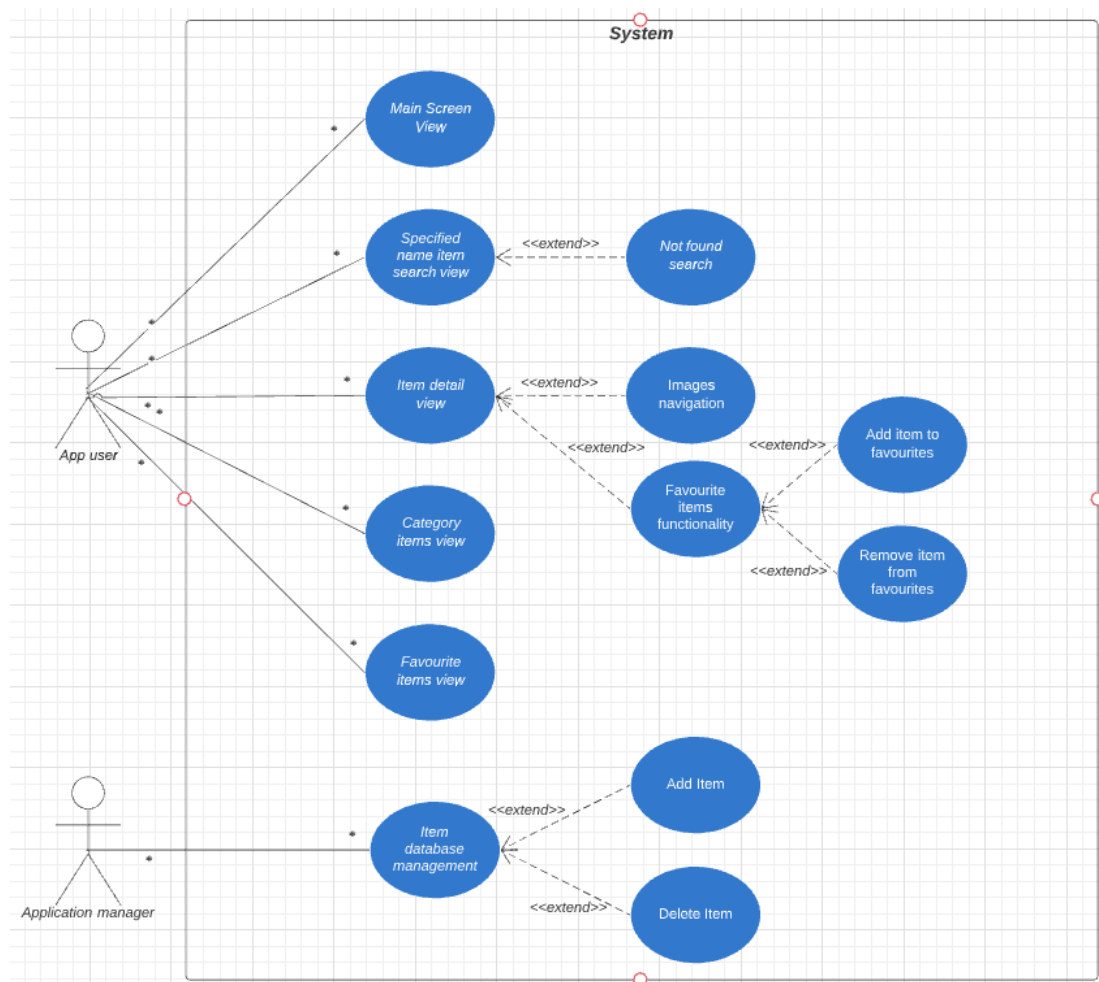 System
Main Screen
View
*
*
Specified
name item
search view
<<extend>>
Not found
search
*
*
Item detail
view
<<extend>>
Images
navigation
*
*
*
<<extend>>
Favourite
items
functionality
<<extend>>
Add item to
favourites
<<extend>>
Remove item
from
favourites
App user
*
Category
items view
*
Favourite
items view
*
Add Item
<<extend>>
*
Item
database
management
*
<<extend>>
Delete Item
Application manager